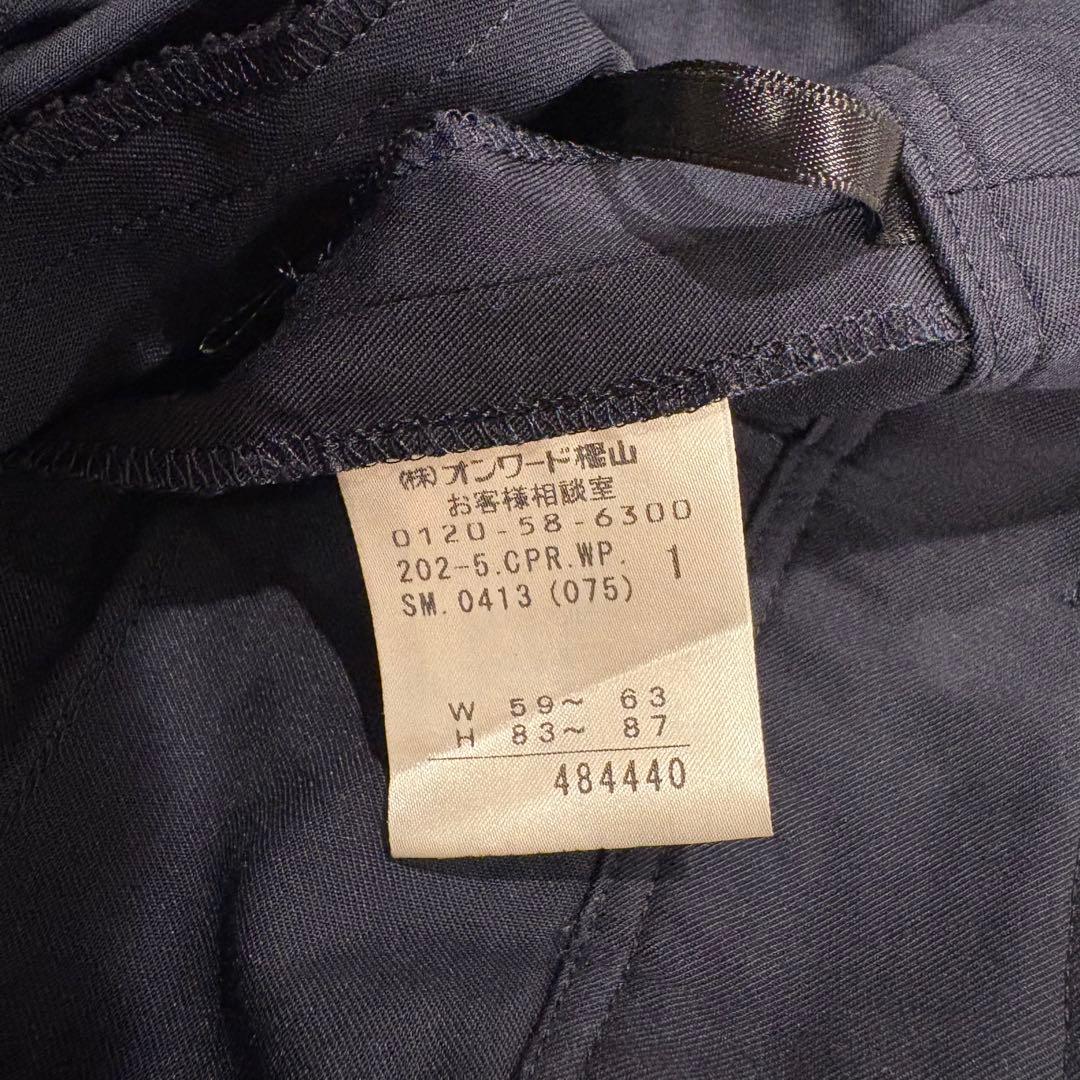 (株)オンワード樫山
お客様相談室
0120-58-6300
202-5.CPR.WP. 1
SM.0413(075)
W 59~ 63
H 83~ 87
484440